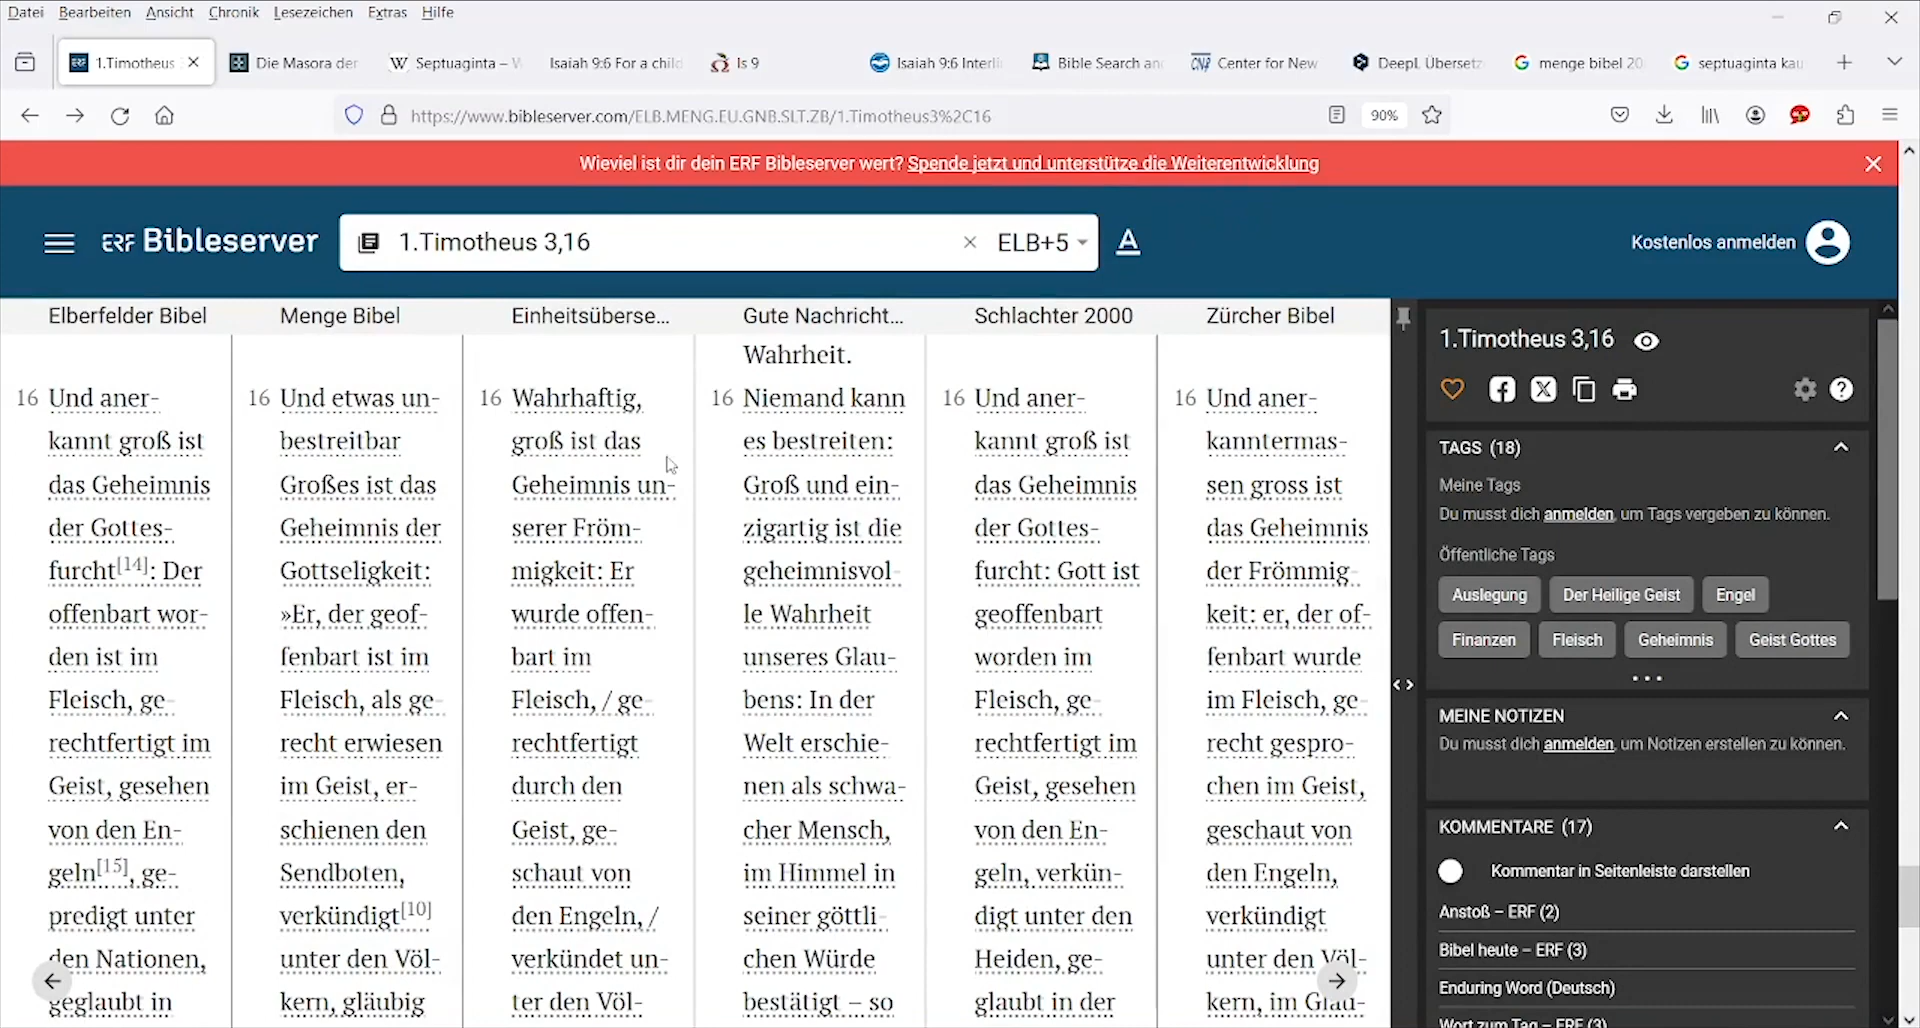 Datei Bearbeiten Ansicht Chronik Lesezeichen Extras Hilfe
1.Timotheus Die Masora der Septuaginta – W Isaiah 9:6 For a child Is 9 Isaiah 9:6 Interli Bible Search an Center for New DeepL Übersetz menge bibel 20 septuaginta kau
https://www.bibleserver.com/ELB.MENG.EU.GNB.SLT.ZB/1.Timotheus3%2C16 90%
Wieviel ist dir dein ERF Bibleserver wert? Spende jetzt und unterstütze die Weiterentwicklung
ERF Bibleserver 1.Timotheus 3,16 ELB+5 Kostenlos anmelden
Elberfelder Bibel
16 Und aner-
kannt groß ist
das Geheimnis
der Gottes-
furcht[14]: Der
offenbart wor-
den ist im
Fleisch, ge-
rechtfertigt im
Geist, gesehen
von den En-
geln[15], ge-
predigt unter
den Nationen,
geglaubt in
Menge Bibel
16 Und etwas un-
bestreitbar
Großes ist das
Geheimnis der
Gottseligkeit:
»Er, der geof-
fenbart ist im
Fleisch, als ge-
recht erwiesen
im Geist, er-
schienen den
Sendboten,
verkündigt[10]
unter den Völ-
kern, gläubig
Einheitsüberse...
16 Wahrhaftig,
groß ist das
Geheimnis un-
serer Fröm-
migkeit: Er
wurde offen-
bart im
Fleisch, / ge-
rechtfertigt
durch den
Geist, ge-
schaut von
den Engeln, /
verkündet un-
ter den Völ-
Gute Nachricht...
Wahrheit.
16 Niemand kann
es bestreiten:
Groß und ein-
zigartig ist die
geheimnisvol-
le Wahrheit
unseres Glau-
bens: In der
Welt erschie-
nen als schwa-
cher Mensch,
im Himmel in
seiner göttli-
chen Würde
bestätigt – so
Schlachter 2000
16 Und aner-
kannt groß ist
das Geheimnis
der Gottes-
furcht: Gott ist
geoffenbart
worden im
Fleisch, ge-
rechtfertigt im
Geist, gesehen
von den En-
geln, verkün-
digt unter den
Heiden, ge-
glaubt in der
Zürcher Bibel
16 Und aner-
kanntermas-
sen gross ist
das Geheimnis
der Frömmig-
keit: er, der of-
fenbart wurde
im Fleisch, ge-
recht gespro-
chen im Geist,
geschaut von
den Engeln,
verkündigt
unter den Völ-
kern, im Glau-
1.Timotheus 3,16
TAGS (18)
Meine Tags
Du musst dich anmelden, um Tags vergeben zu können.
Öffentliche Tags
Auslegung Der Heilige Geist Engel
Finanzen Fleisch Geheimnis Geist Gottes
MEINE NOTIZEN
Du musst dich anmelden, um Notizen erstellen zu können.
KOMMENTARE (17)
Kommentar in Seitenleiste darstellen
Anstoß – ERF (2)
Bibel heute – ERF (3)
Enduring Word (Deutsch)
Wort zum Tag – ERF (3)